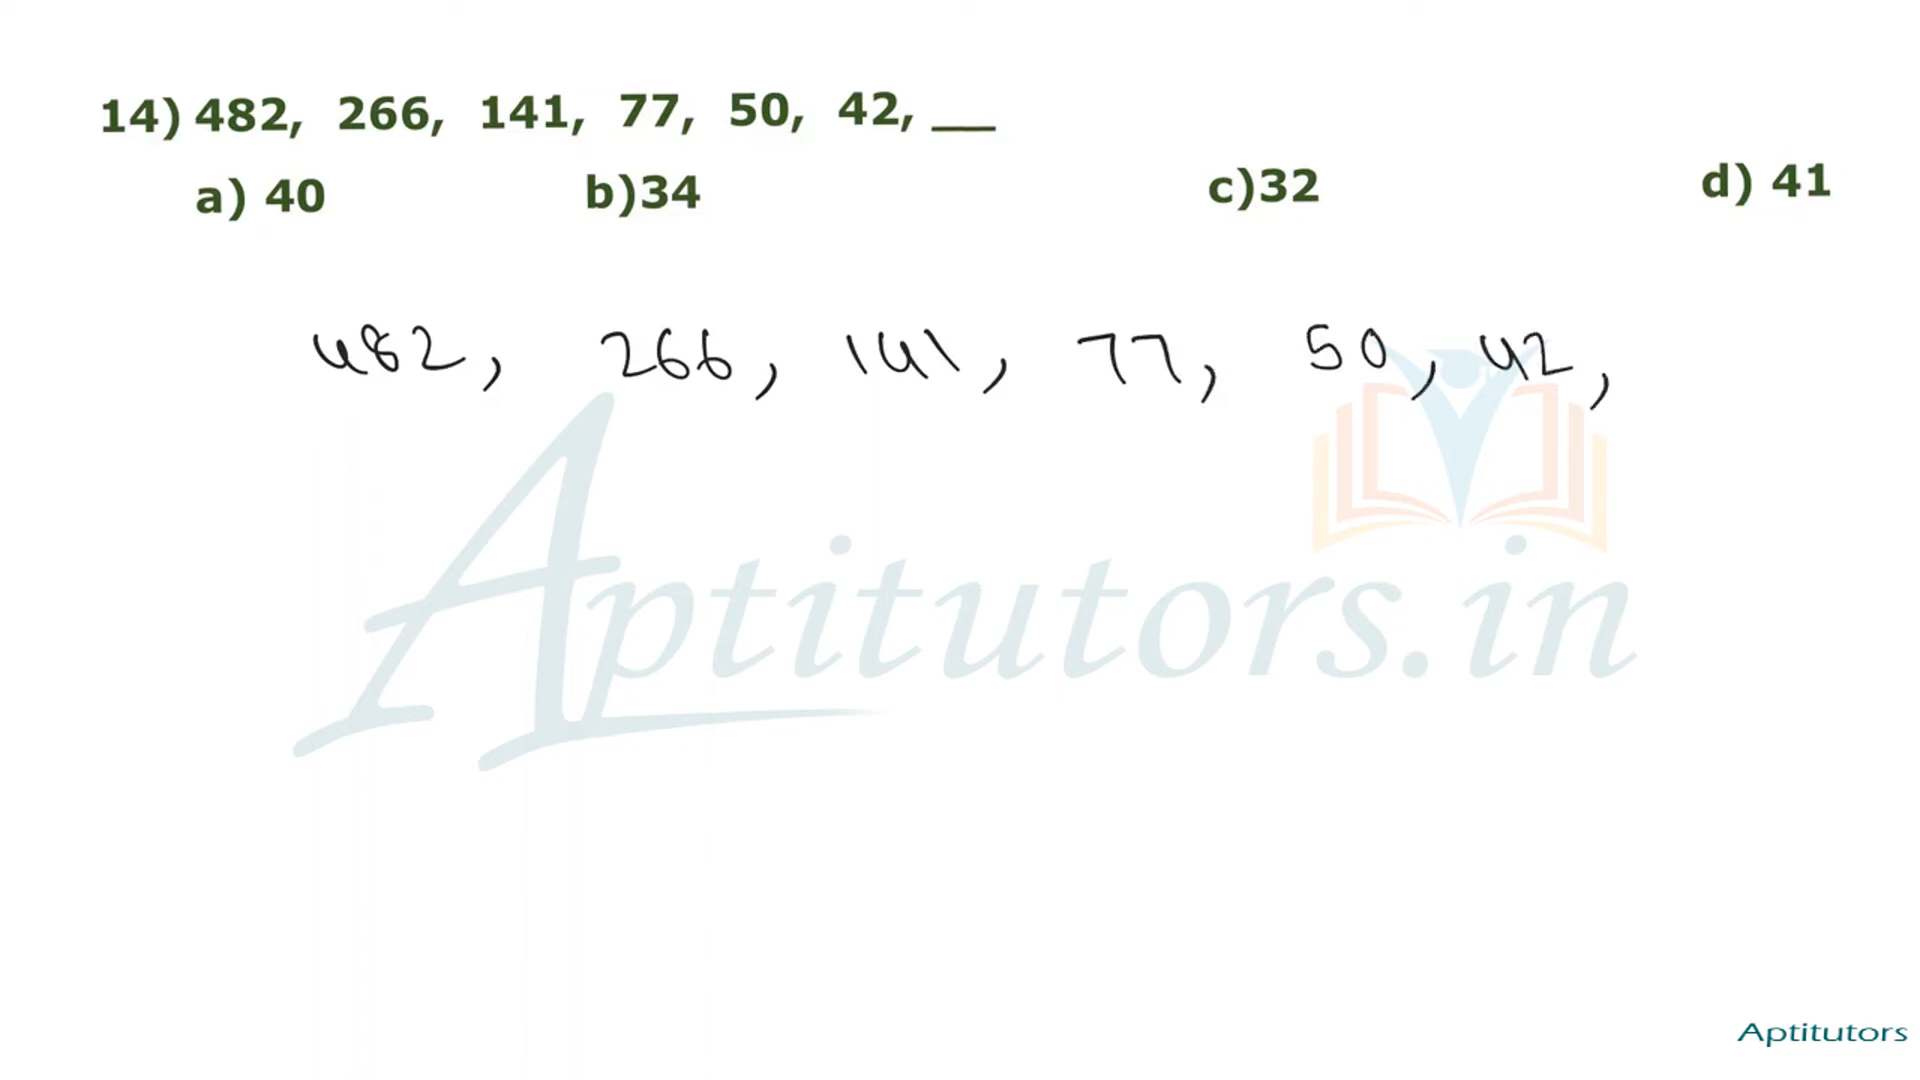 14) 482, 266, 141, 77, 50, 42, __
a) 40 b)34 c)32 d) 41
482, 266, 141, 77, 50, 42,
Aptitutors.in
Aptitutors